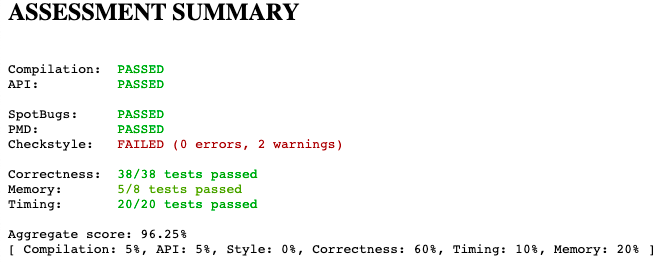 ASSESSMENT SUMMARY
Compilation: PASSED
API: PASSED
SpotBugs: PASSED
PMD: PASSED
Checkstyle: FAILED (0 errors, 2 warnings)
Correctness: 38/38 tests passed
Memory: 5/8 tests passed
Timing: 20/20 tests passed
Aggregate score: 96.25%
[ Compilation: 5%, API: 5%, Style: 0%, Correctness: 60%, Timing: 10%, Memory: 20% ]